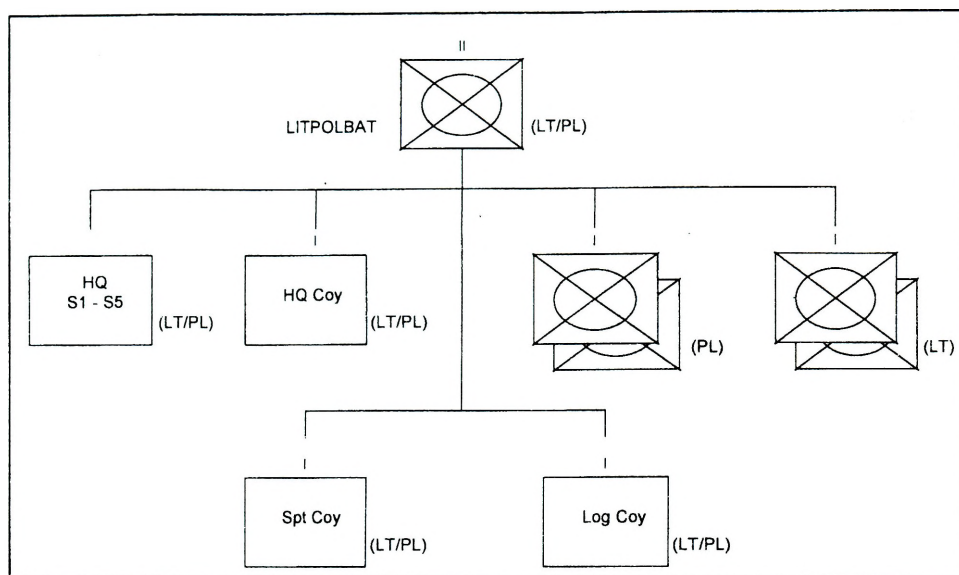 II
LITPOLBAT
(LT/PL)
I
I
I
HQ
S1 - S5
(LT/PL)
HQ Coy
(LT/PL)
(PL)
(LT)
I
I
Spt Coy
(LT/PL)
Log Coy
(LT/PL)